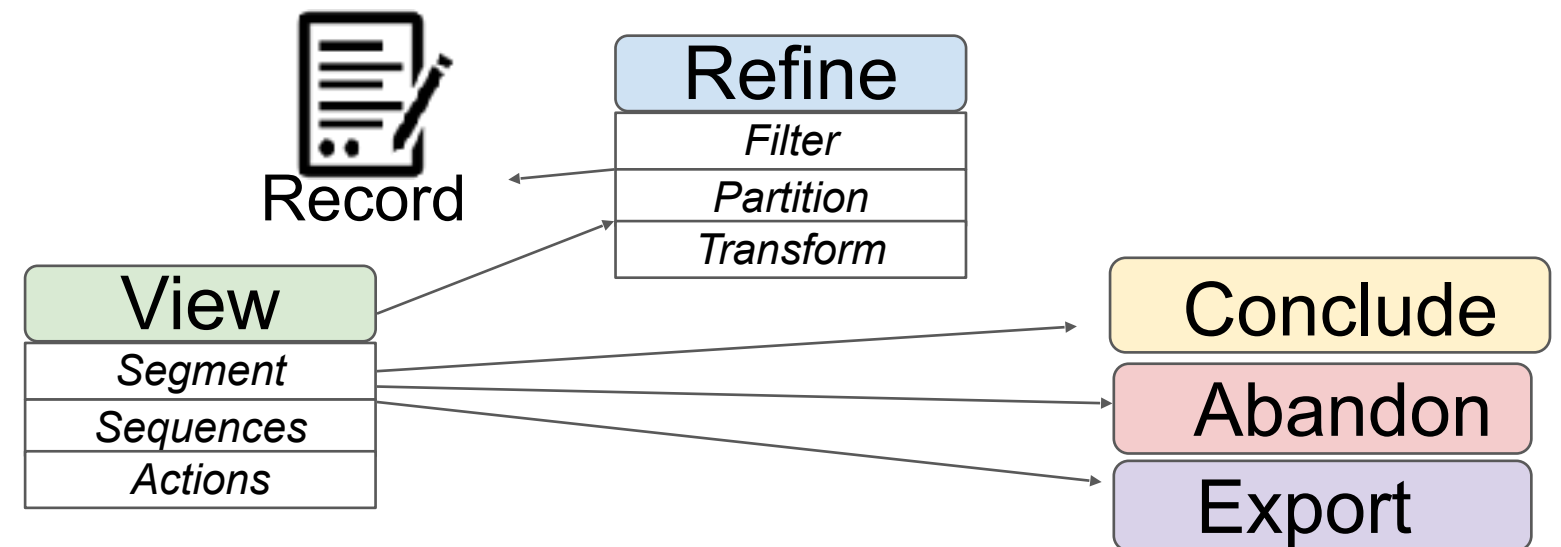 Record
Refine
Filter
Partition
Transform
View
Segment
Sequences
Actions
Conclude
Abandon
Export